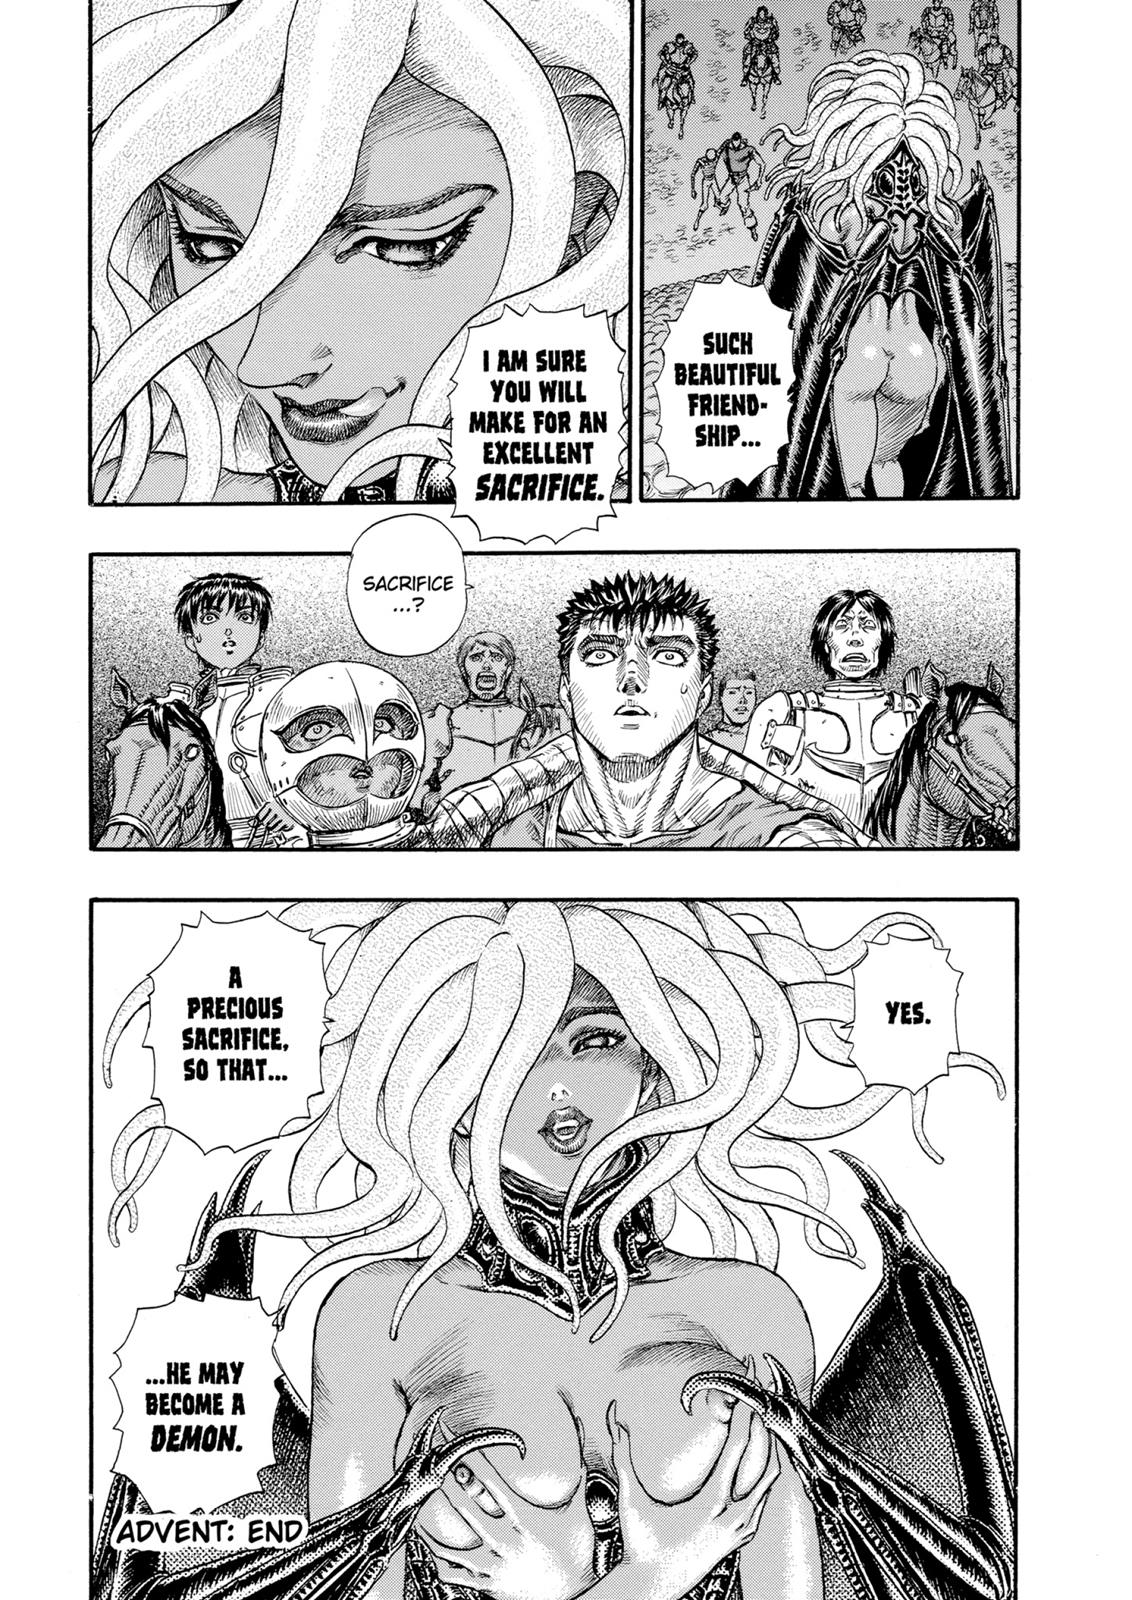 SUCH
BEAUTIFUL
FRIEND-
SHIP...
I AM SURE
YOU WILL
MAKE FOR AN
EXCELLENT
SACRIFICE.
SACRIFICE
...?
YES.
A
PRECIOUS
SACRIFICE,
SO THAT...
...HE MAY
BECOME A
DEMON.
ADVENT: END